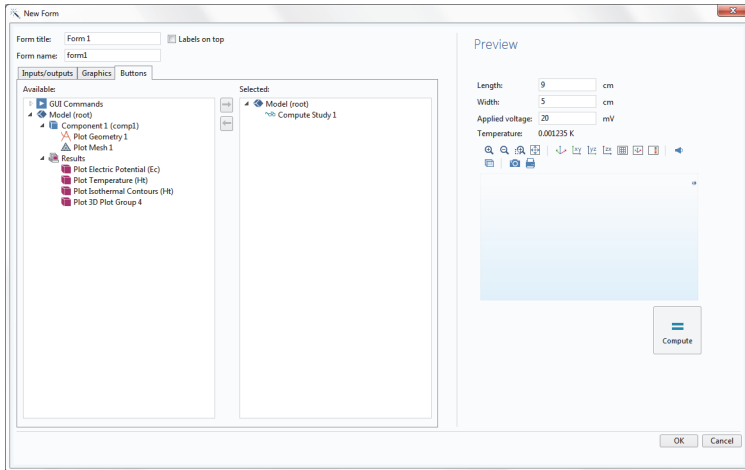 New Form
Form title: Form 1 Labels on top
Form name: form1
Inputs/outputs Graphics Buttons
Available:
GUI Commands
Model (root)
Component 1 (comp1)
Plot Geometry 1
Plot Mesh 1
Results
Plot Electric Potential (Ec)
Plot Temperature (Ht)
Plot Isothermal Contours (Ht)
Plot 3D Plot Group 4
Selected:
Model (root)
Compute Study 1
Preview
Length: 9 cm
Width: 5 cm
Applied voltage: 20 mV
Temperature: 0.001235 K
xy yz zx
Compute
OK Cancel